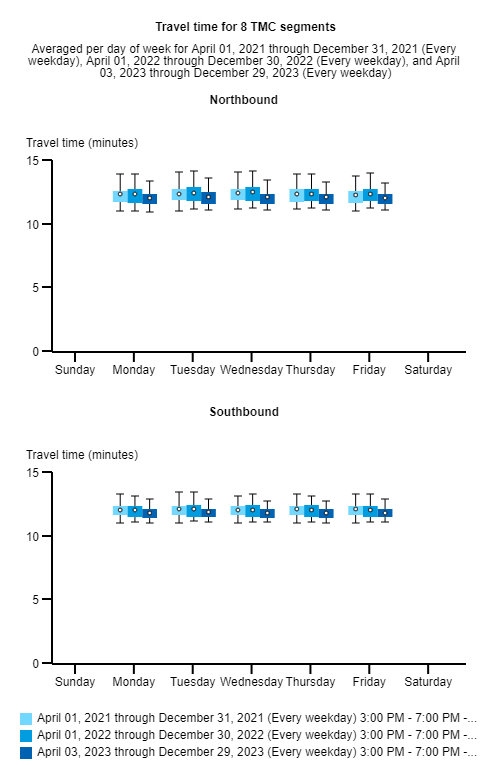 Travel time for 8 TMC segments
Averaged per day of week for April 01, 2021 through December 31, 2021 (Every
weekday), April 01, 2022 through December 30, 2022 (Every weekday), and April
03, 2023 through December 29, 2023 (Every weekday)
Northbound
Travel time (minutes)
15
10
5
0
Sunday Monday Tuesday Wednesday Thursday Friday Saturday
Southbound
Travel time (minutes)
15
10
5
0
Sunday Monday Tuesday Wednesday Thursday Friday Saturday
April 01, 2021 through December 31, 2021 (Every weekday) 3:00 PM - 7:00 PM -...
April 01, 2022 through December 30, 2022 (Every weekday) 3:00 PM - 7:00 PM -...
April 03, 2023 through December 29, 2023 (Every weekday) 3:00 PM - 7:00 PM -...